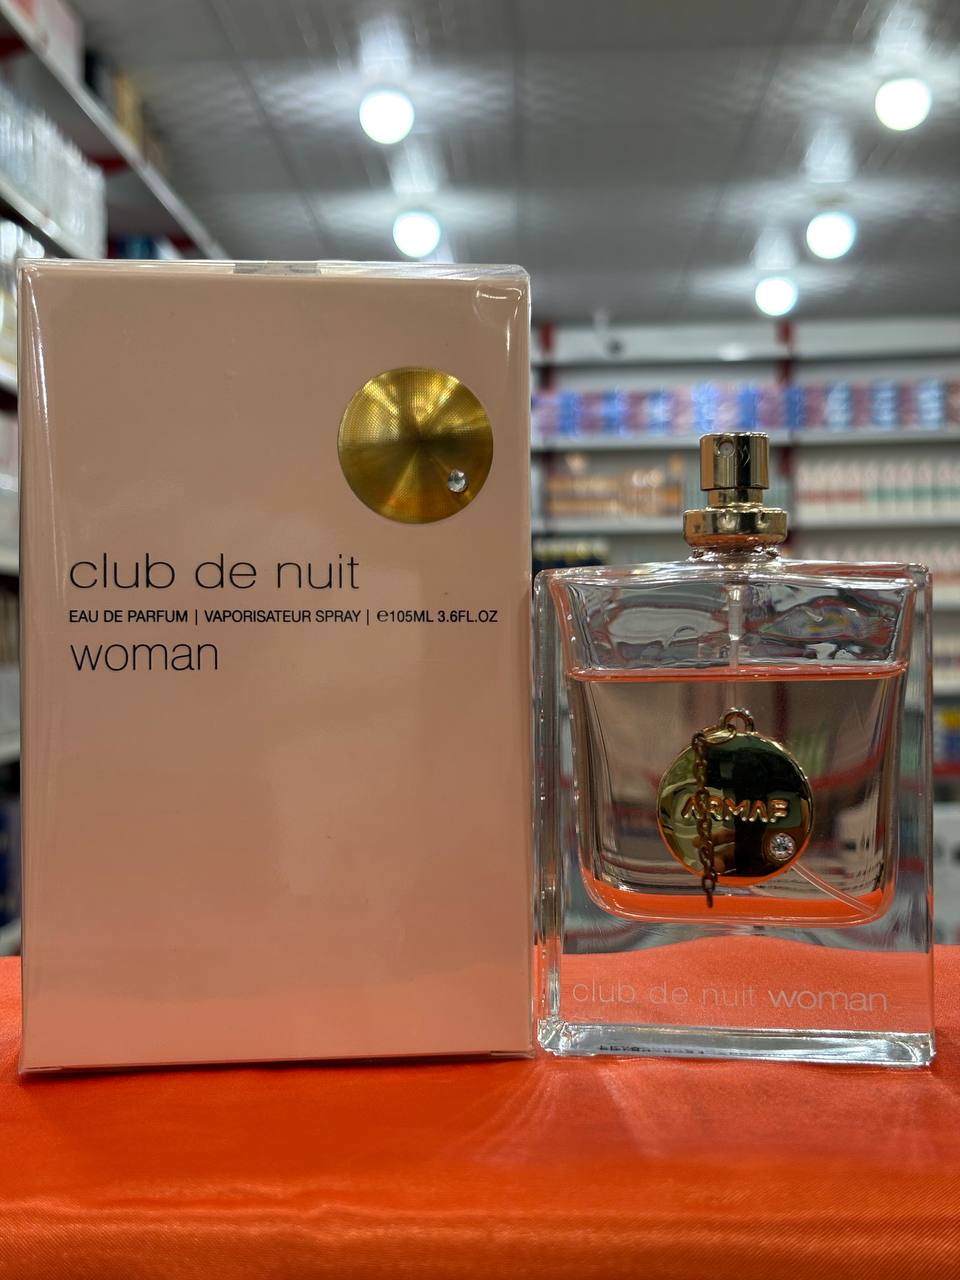 club de nuit
EAU DE PARFUM | VAPORISATEUR SPRAY | ℮105ML 3.6FL.OZ
woman
ARMAF
club de nuit woman